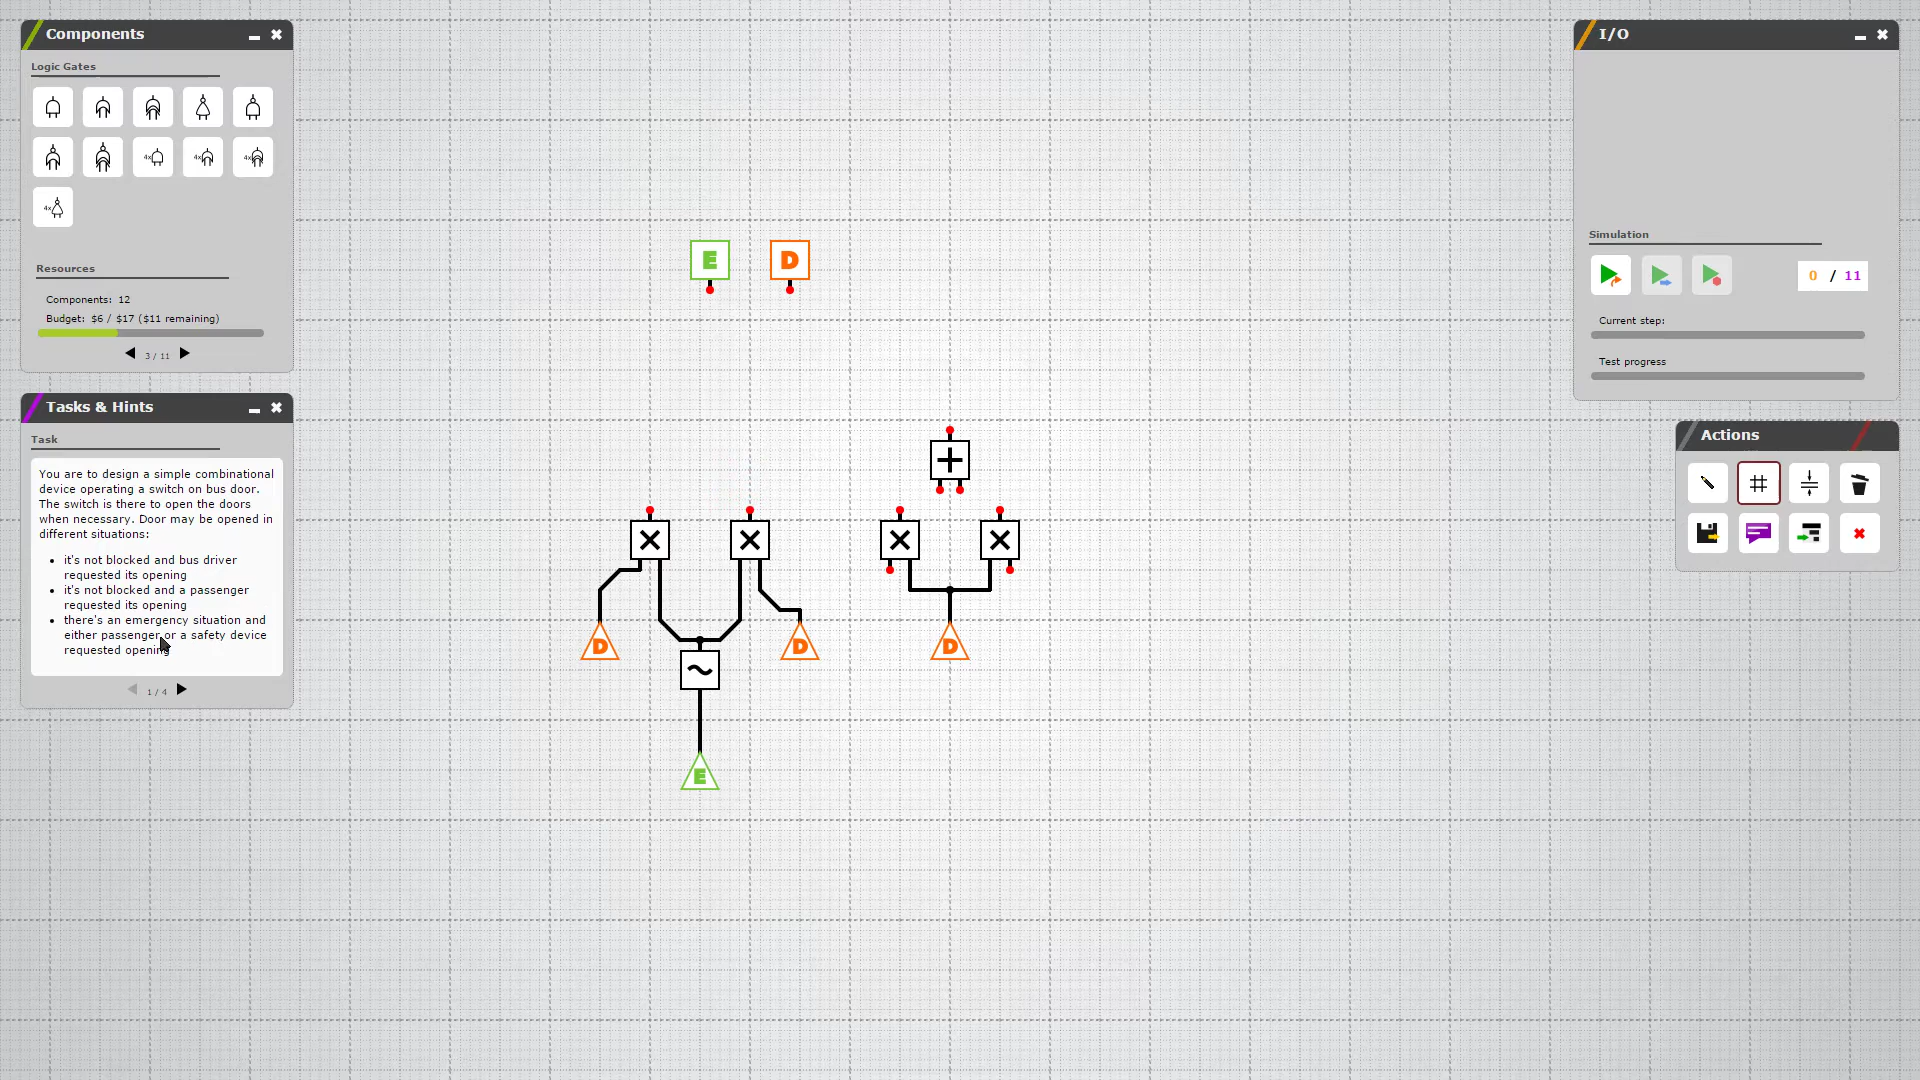 Components
Logic Gates
4x
4x
4x
4x
Resources
Components: 12
Budget: $6 / $17 ($11 remaining)
3 / 11
Tasks & Hints
Task
You are to design a simple combinational
device operating a switch on bus door.
The switch is there to open the doors
when necessary. Door may be opened in
different situations:
• it's not blocked and bus driver
requested its opening
• it's not blocked and a passenger
requested its opening
• there's an emergency situation and
either passenger or a safety device
requested opening
1 / 4
E
D
D
D
D
E
I/O
Simulation
0 / 11
Current step:
Test progress
Actions